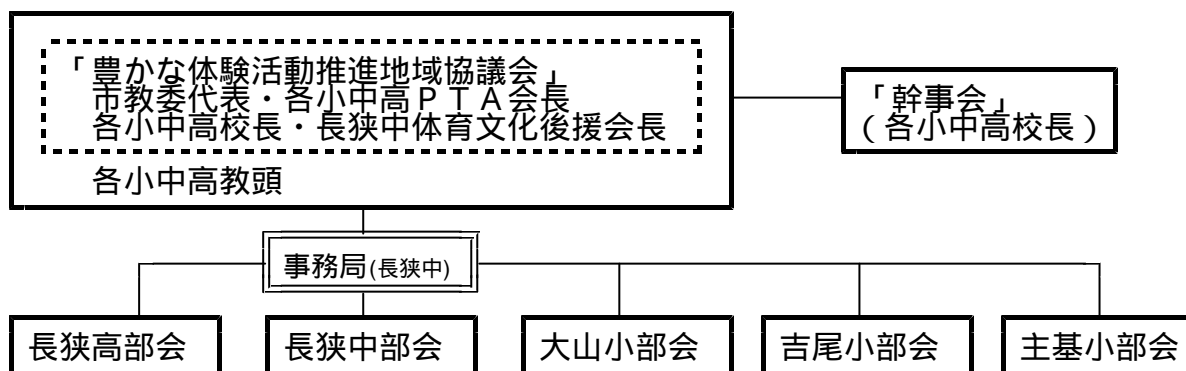 「豊かな体験活動推進地域協議会」
市教委代表・各小中高ＰＴＡ会長
各小中高校長・長狭中体育文化後援会長
各小中高教頭
「幹事会」
（各小中高校長）
事務局(長狭中)
長狭高部会
長狭中部会
大山小部会
吉尾小部会
主基小部会